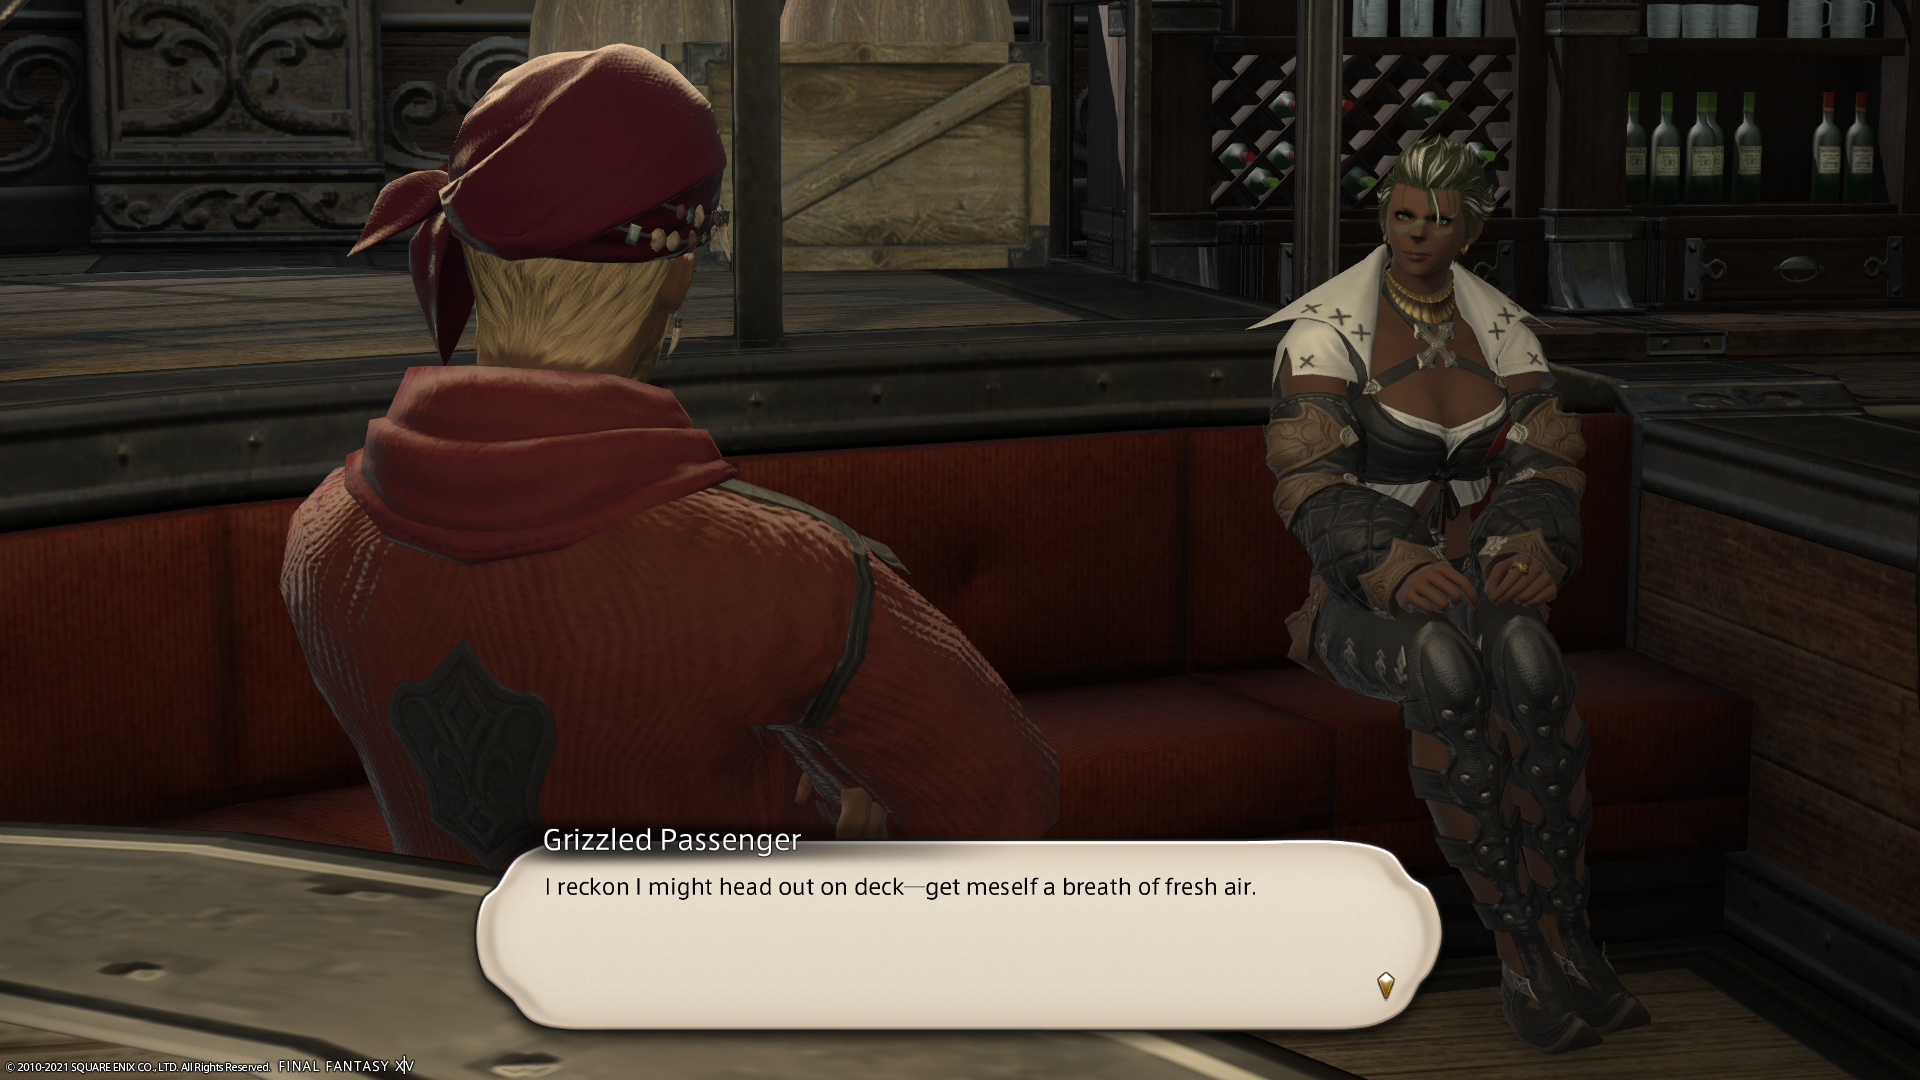 Grizzled Passenger
I reckon I might head out on deck—get meself a breath of fresh air.
© 2010-2021 SQUARE ENIX CO., LTD. All Rights Reserved. FINAL FANTASY XIV